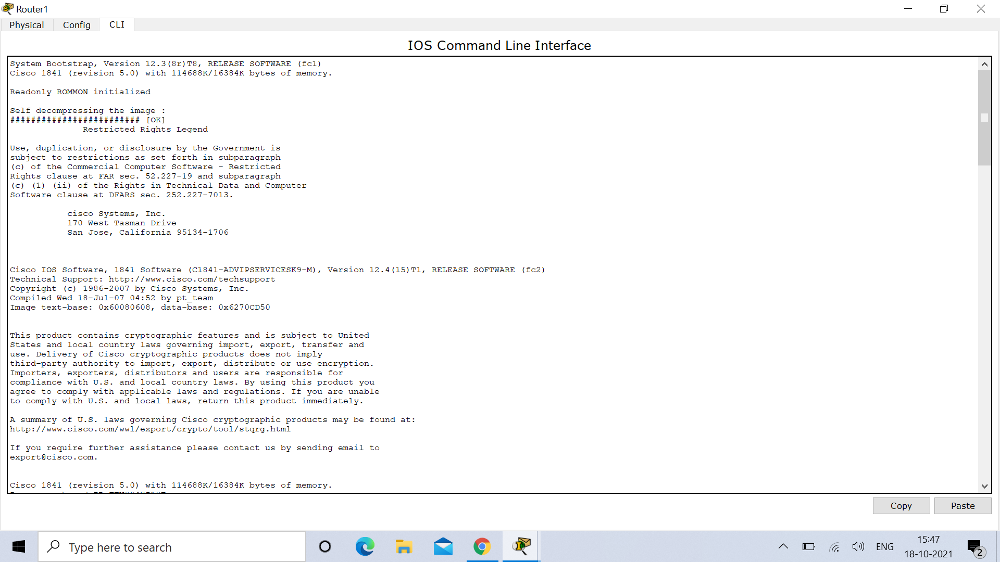 Router1
Physical Config CLI
IOS Command Line Interface
System Bootstrap, Version 12.3(8r)T8, RELEASE SOFTWARE (fc1)
Cisco 1841 (revision 5.0) with 114688K/16384K bytes of memory.
Readonly ROMMON initialized
Self decompressing the image :
######################### [OK]
Restricted Rights Legend
Use, duplication, or disclosure by the Government is
subject to restrictions as set forth in subparagraph
(c) of the Commercial Computer Software - Restricted
Rights clause at FAR sec. 52.227-19 and subparagraph
(c) (1) (ii) of the Rights in Technical Data and Computer
Software clause at DFARS sec. 252.227-7013.
cisco Systems, Inc.
170 West Tasman Drive
San Jose, California 95134-1706
Cisco IOS Software, 1841 Software (C1841-ADVIPSERVICESK9-M), Version 12.4(15)T1, RELEASE SOFTWARE (fc2)
Technical Support: http://www.cisco.com/techsupport
Copyright (c) 1986-2007 by Cisco Systems, Inc.
Compiled Wed 18-Jul-07 04:52 by pt_team
Image text-base: 0x60080608, data-base: 0x6270CD50
This product contains cryptographic features and is subject to United
States and local country laws governing import, export, transfer and
use. Delivery of Cisco cryptographic products does not imply
third-party authority to import, export, distribute or use encryption.
Importers, exporters, distributors and users are responsible for
compliance with U.S. and local country laws. By using this product you
agree to comply with applicable laws and regulations. If you are unable
to comply with U.S. and local laws, return this product immediately.
A summary of U.S. laws governing Cisco cryptographic products may be found at:
http://www.cisco.com/wwl/export/crypto/tool/stqrg.html
If you require further assistance please contact us by sending email to
export@cisco.com.
Cisco 1841 (revision 5.0) with 114688K/16384K bytes of memory.
Copy Paste
Type here to search
ENG
15:47
18-10-2021
2